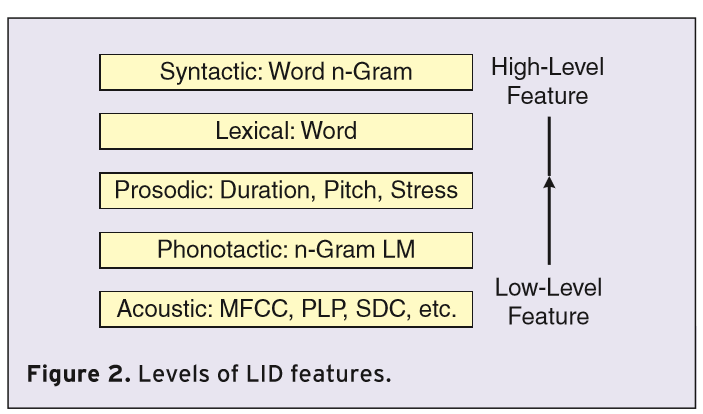 Syntactic: Word n-Gram
Lexical: Word
Prosodic: Duration, Pitch, Stress
Phonotactic: n-Gram LM
Acoustic: MFCC, PLP, SDC, etc.
High-Level
Feature
Low-Level
Feature
Figure 2. Levels of LID features.